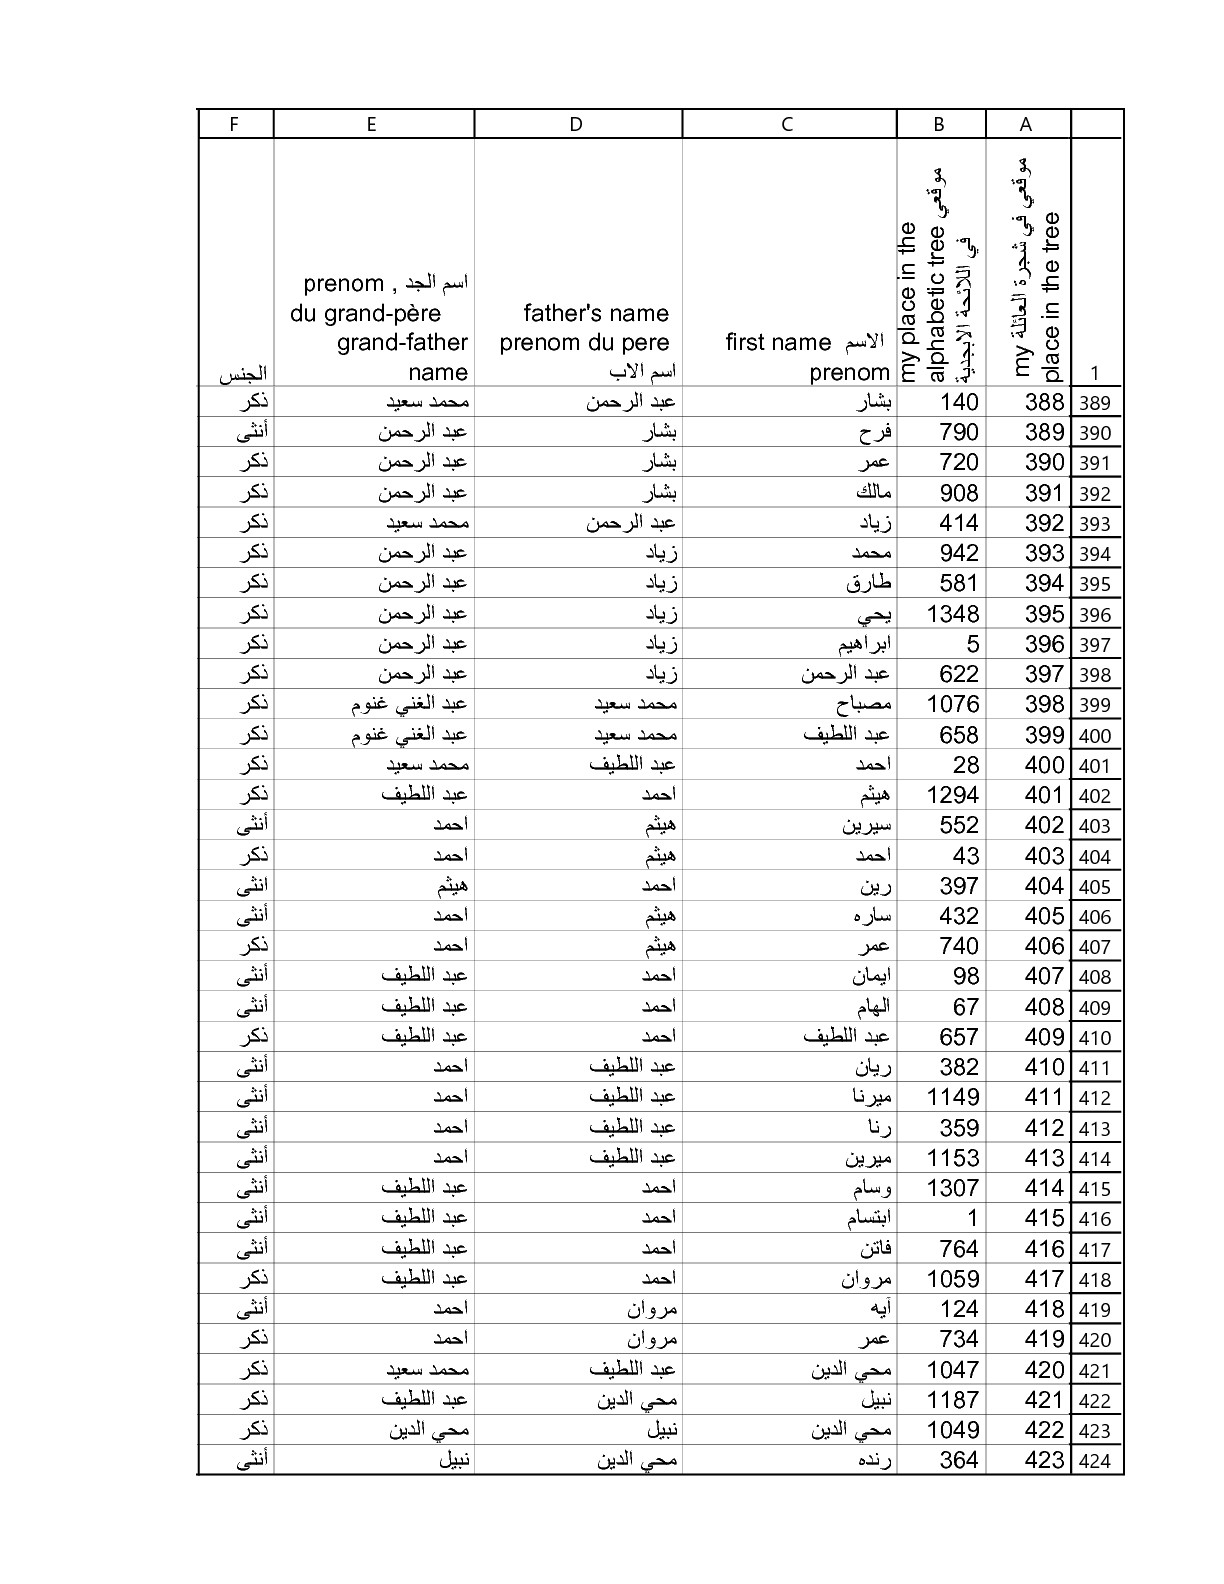 F E D C B A
الجنس
اسم الجد , prenom
du grand-père
grand-father
name
father's name
prenom du pere
اسم الاب
first name الاسم
prenom
my place in the
alphabetic tree موقعي
في اللائحة الابجدية
موقعي في شجرة العائلة my
place in the tree
1
ذكر محمد سعيد عبد الرحمن بشار 140 388 389
أنثى عبد الرحمن بشار فرح 790 389 390
ذكر عبد الرحمن بشار عمر 720 390 391
ذكر عبد الرحمن بشار مالك 908 391 392
ذكر محمد سعيد عبد الرحمن زياد 414 392 393
ذكر عبد الرحمن زياد محمد 942 393 394
ذكر عبد الرحمن زياد طارق 581 394 395
ذكر عبد الرحمن زياد يحي 1348 395 396
ذكر عبد الرحمن زياد ابراهيم 5 396 397
ذكر عبد الرحمن زياد عبد الرحمن 622 397 398
ذكر عبد الغني غنوم محمد سعيد مصباح 1076 398 399
ذكر عبد الغني غنوم محمد سعيد عبد اللطيف 658 399 400
ذكر محمد سعيد عبد اللطيف احمد 28 400 401
ذكر عبد اللطيف احمد هيثم 1294 401 402
أنثى احمد هيثم سيرين 552 402 403
ذكر احمد هيثم احمد 43 403 404
انثى هيثم احمد رين 397 404 405
أنثى احمد هيثم ساره 432 405 406
ذكر احمد هيثم عمر 740 406 407
أنثى عبد اللطيف احمد ايمان 98 407 408
أنثى عبد اللطيف احمد الهام 67 408 409
ذكر عبد اللطيف احمد عبد اللطيف 657 409 410
أنثى احمد عبد اللطيف ريان 382 410 411
أنثى احمد عبد اللطيف ميرنا 1149 411 412
أنثى احمد عبد اللطيف رنا 359 412 413
أنثى احمد عبد اللطيف ميرين 1153 413 414
أنثى عبد اللطيف احمد وسام 1307 414 415
أنثى عبد اللطيف احمد ابتسام 1 415 416
أنثى عبد اللطيف احمد فاتن 764 416 417
ذكر عبد اللطيف احمد مروان 1059 417 418
أنثى احمد مروان آيه 124 418 419
ذكر احمد مروان عمر 734 419 420
ذكر محمد سعيد عبد اللطيف محي الدين 1047 420 421
ذكر عبد اللطيف محي الدين نبيل 1187 421 422
ذكر محي الدين نبيل محي الدين 1049 422 423
أنثى نبيل محي الدين رنده 364 423 424